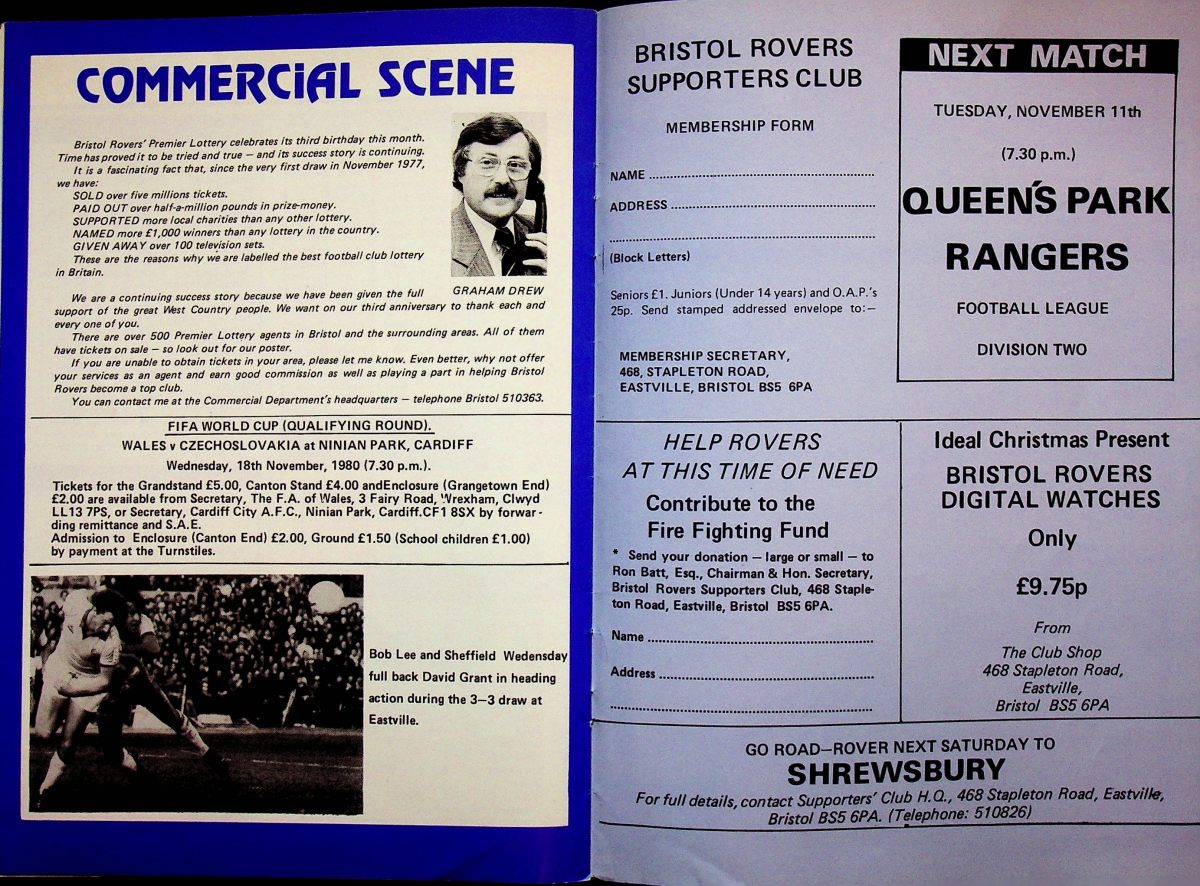 COMMERCIAL SCENE
Bristol Rovers' Premier Lottery celebrates its third birthday this month.
Time has proved it to be tried and true — and its success story is continuing.
It is a fascinating fact that, since the very first draw in November 1977,
we have:
SOLD over five millions tickets.
PAID OUT over half-a-million pounds in prize-money.
SUPPORTED more local charities than any other lottery.
NAMED more £1,000 winners than any lottery in the country.
GIVEN AWAY over 100 television sets.
These are the reasons why we are labelled the best football club lottery
in Britain.
GRAHAM DREW
We are a continuing success story because we have been given the full
support of the great West Country people. We want on our third anniversary to thank each and
every one of you.
There are over 500 Premier Lottery agents in Bristol and the surrounding areas. All of them
have tickets on sale — so look out for our poster.
If you are unable to obtain tickets in your area, please let me know. Even better, why not offer
your services as an agent and earn good commission as well as playing a part in helping Bristol
Rovers become a top club.
You can contact me at the Commercial Department's headquarters — telephone Bristol 510363.
FIFA WORLD CUP (QUALIFYING ROUND).
WALES v CZECHOSLOVAKIA at NINIAN PARK, CARDIFF
Wednesday, 18th November, 1980 (7.30 p.m.).
Tickets for the Grandstand £5.00, Canton Stand £4.00 andEnclosure (Grangetown End)
£2.00 are available from Secretary, The F.A. of Wales, 3 Fairy Road, Wrexham, Clwyd
LL13 7PS, or Secretary, Cardiff City A.F.C., Ninian Park, Cardiff.CF1 8SX by forwar-
ding remittance and S.A.E.
Admission to Enclosure (Canton End) £2.00, Ground £1.50 (School children £1.00)
by payment at the Turnstiles.
Bob Lee and Sheffield Wedensday
full back David Grant in heading
action during the 3—3 draw at
Eastville.
BRISTOL ROVERS
SUPPORTERS CLUB
MEMBERSHIP FORM
NAME
ADDRESS
(Block Letters)
Seniors £1. Juniors (Under 14 years) and O.A.P.'s
25p. Send stamped addressed envelope to:—
MEMBERSHIP SECRETARY,
468, STAPLETON ROAD,
EASTVILLE, BRISTOL BS5 6PA
NEXT MATCH
TUESDAY, NOVEMBER 11th
(7.30 p.m.)
QUEEN'S PARK
RANGERS
FOOTBALL LEAGUE
DIVISION TWO
HELP ROVERS
AT THIS TIME OF NEED
Contribute to the
Fire Fighting Fund
* Send your donation — large or small — to
Ron Batt, Esq., Chairman & Hon. Secretary,
Bristol Rovers Supporters Club, 468 Staple-
ton Road, Eastville, Bristol BS5 6PA.
Name
Address
Ideal Christmas Present
BRISTOL ROVERS
DIGITAL WATCHES
Only
£9.75p
From
The Club Shop
468 Stapleton Road,
Eastville,
Bristol BS5 6PA
GO ROAD—ROVER NEXT SATURDAY TO
SHREWSBURY
For full details, contact Supporters' Club H.Q., 468 Stapleton Road, Eastville,
Bristol BS5 6PA. (Telephone: 510826)